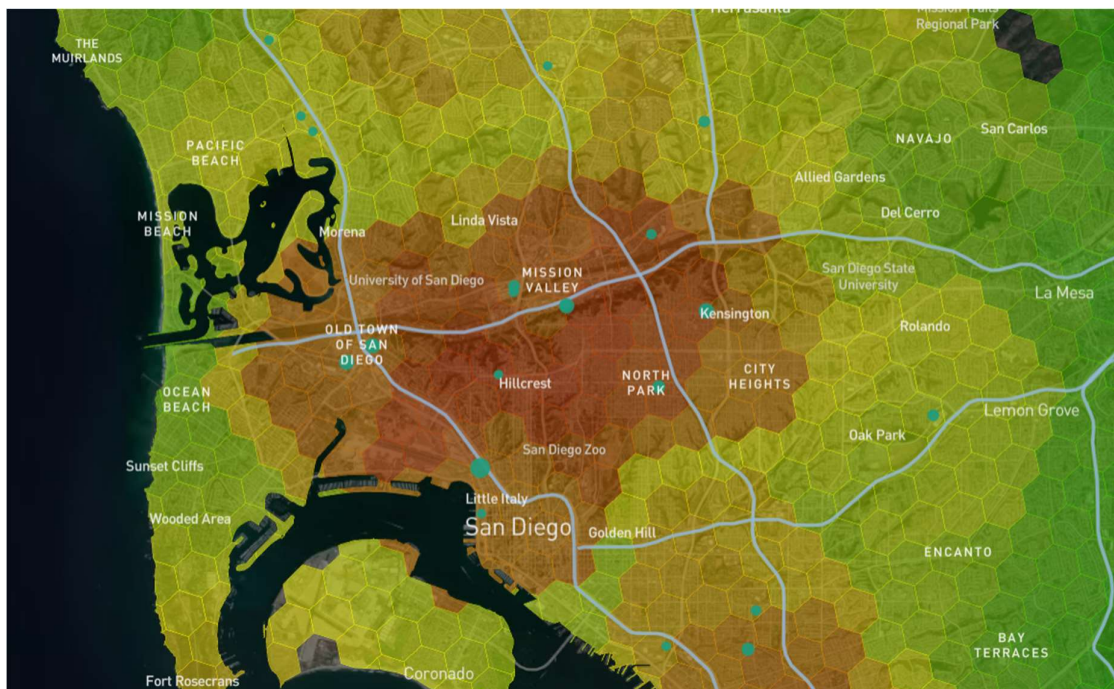 Mission Trails
Regional Park
THE
MUIRLANDS
NAVAJO
San Carlos
PACIFIC
BEACH
Allied Gardens
MISSION
BEACH
Morena
Linda Vista
Del Cerro
University of San Diego
MISSION
VALLEY
San Diego State
University
La Mesa
Kensington
Rolando
OLD TOWN
OF SAN
DIEGO
OCEAN
BEACH
Hillcrest
NORTH
PARK
CITY
HEIGHTS
Lemon Grove
Oak Park
San Diego Zoo
Sunset Cliffs
Little Italy
Wooded Area
San Diego
Golden Hill
ENCANTO
BAY
TERRACES
Coronado
Fort Rosecrans